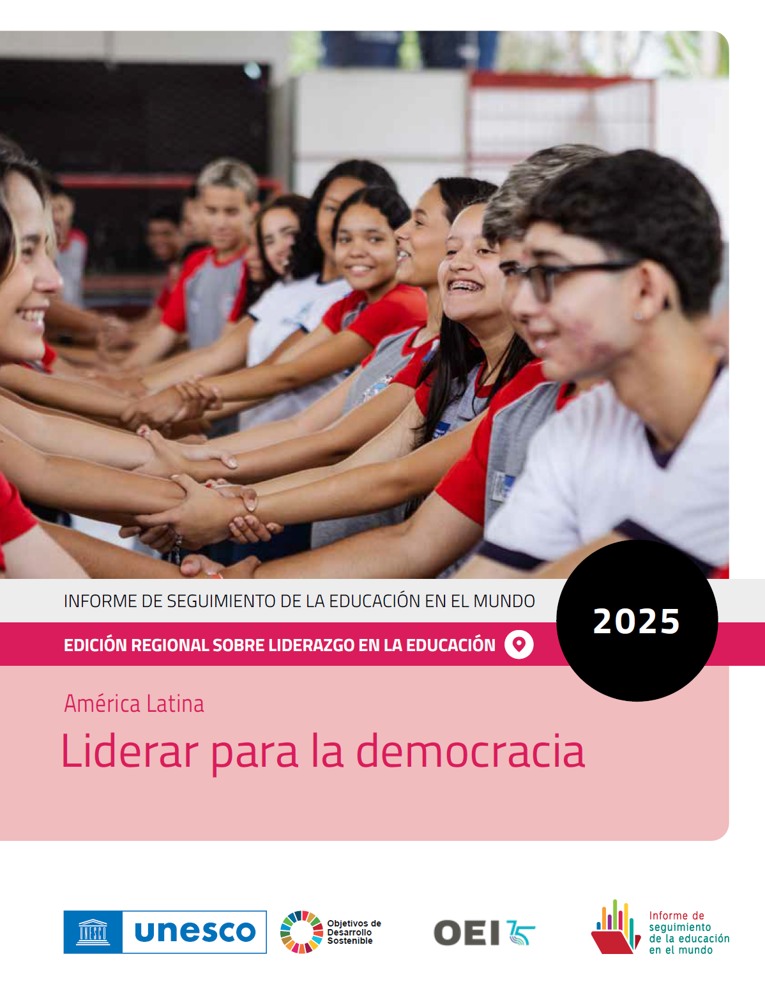 INFORME DE SEGUIMIENTO DE LA EDUCACIÓN EN EL MUNDO
2025
EDICIÓN REGIONAL SOBRE LIDERAZGO EN LA EDUCACIÓN
América Latina
Liderar para la democracia
UNESCO
unesco
Objetivos de
Desarrollo
Sostenible
OEI 75
Informe de
seguimiento
de la educación
en el mundo